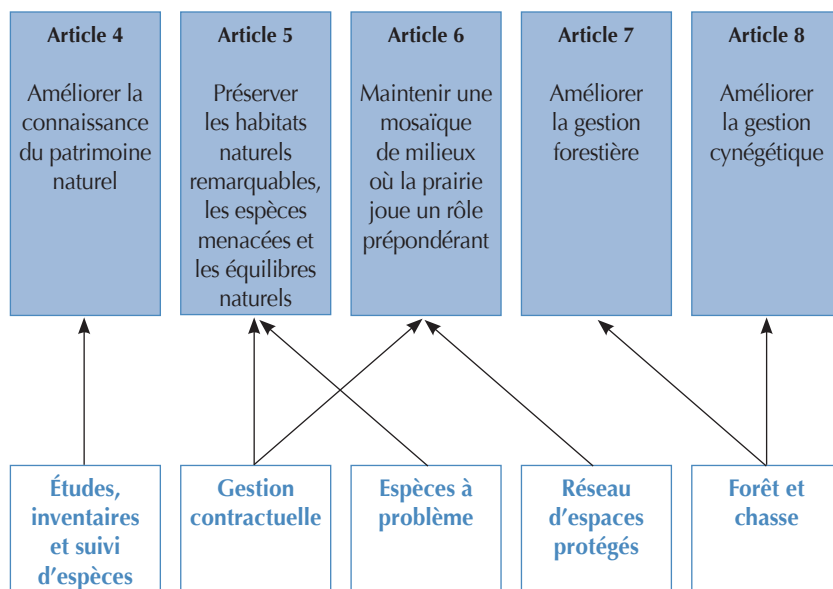 Article 4
Améliorer la
connaissance
du patrimoine
naturel
Article 5
Préserver
les habitats
naturels
remarquables,
les espèces
menacées et
les équilibres
naturels
Article 6
Maintenir une
mosaïque
de milieux
où la prairie
joue un rôle
prépondérant
Article 7
Améliorer
la gestion
forestière
Article 8
Améliorer
la gestion
cynégétique
Études,
inventaires
et suivi
d'espèces
Gestion
contractuelle
Espèces à
problème
Réseau
d'espaces
protégés
Forêt et
chasse